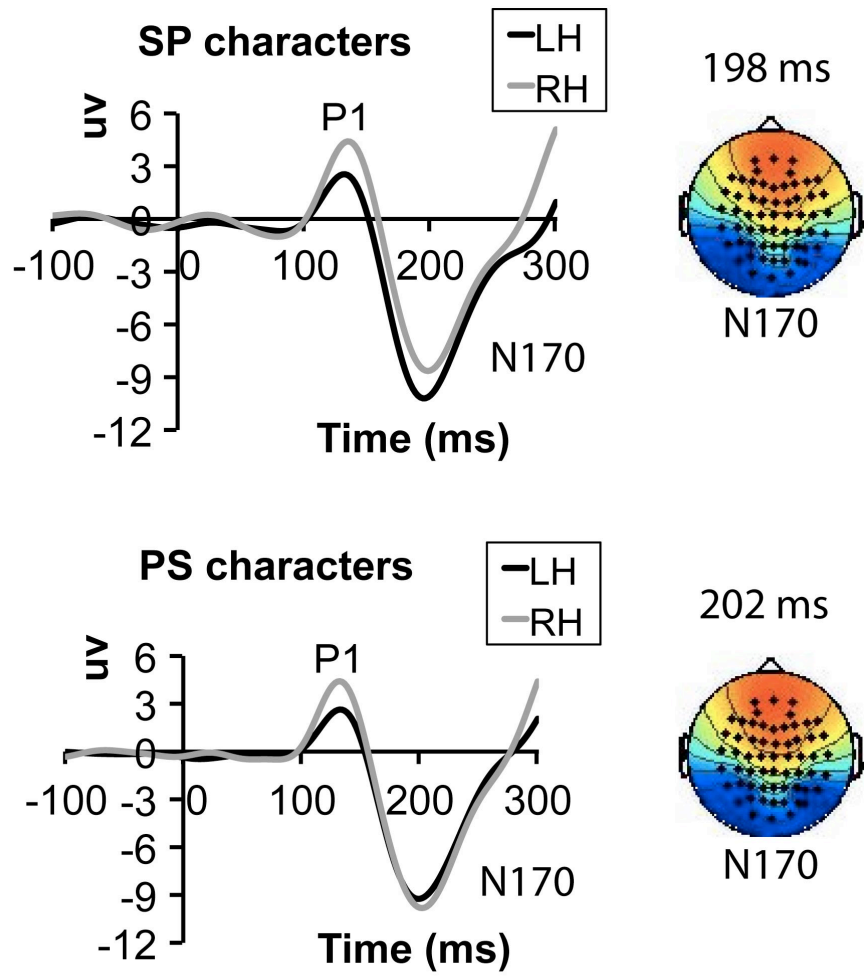 SP characters
LH
RH
198 ms
uv
6
P1
3
0
-100
0
100
200
300
-3
-6
N170
-9
-12
Time (ms)
N170
PS characters
LH
RH
202 ms
uv
6
P1
3
0
-100
-3
0
100
200
300
-6
N170
-9
-12
Time (ms)
N170